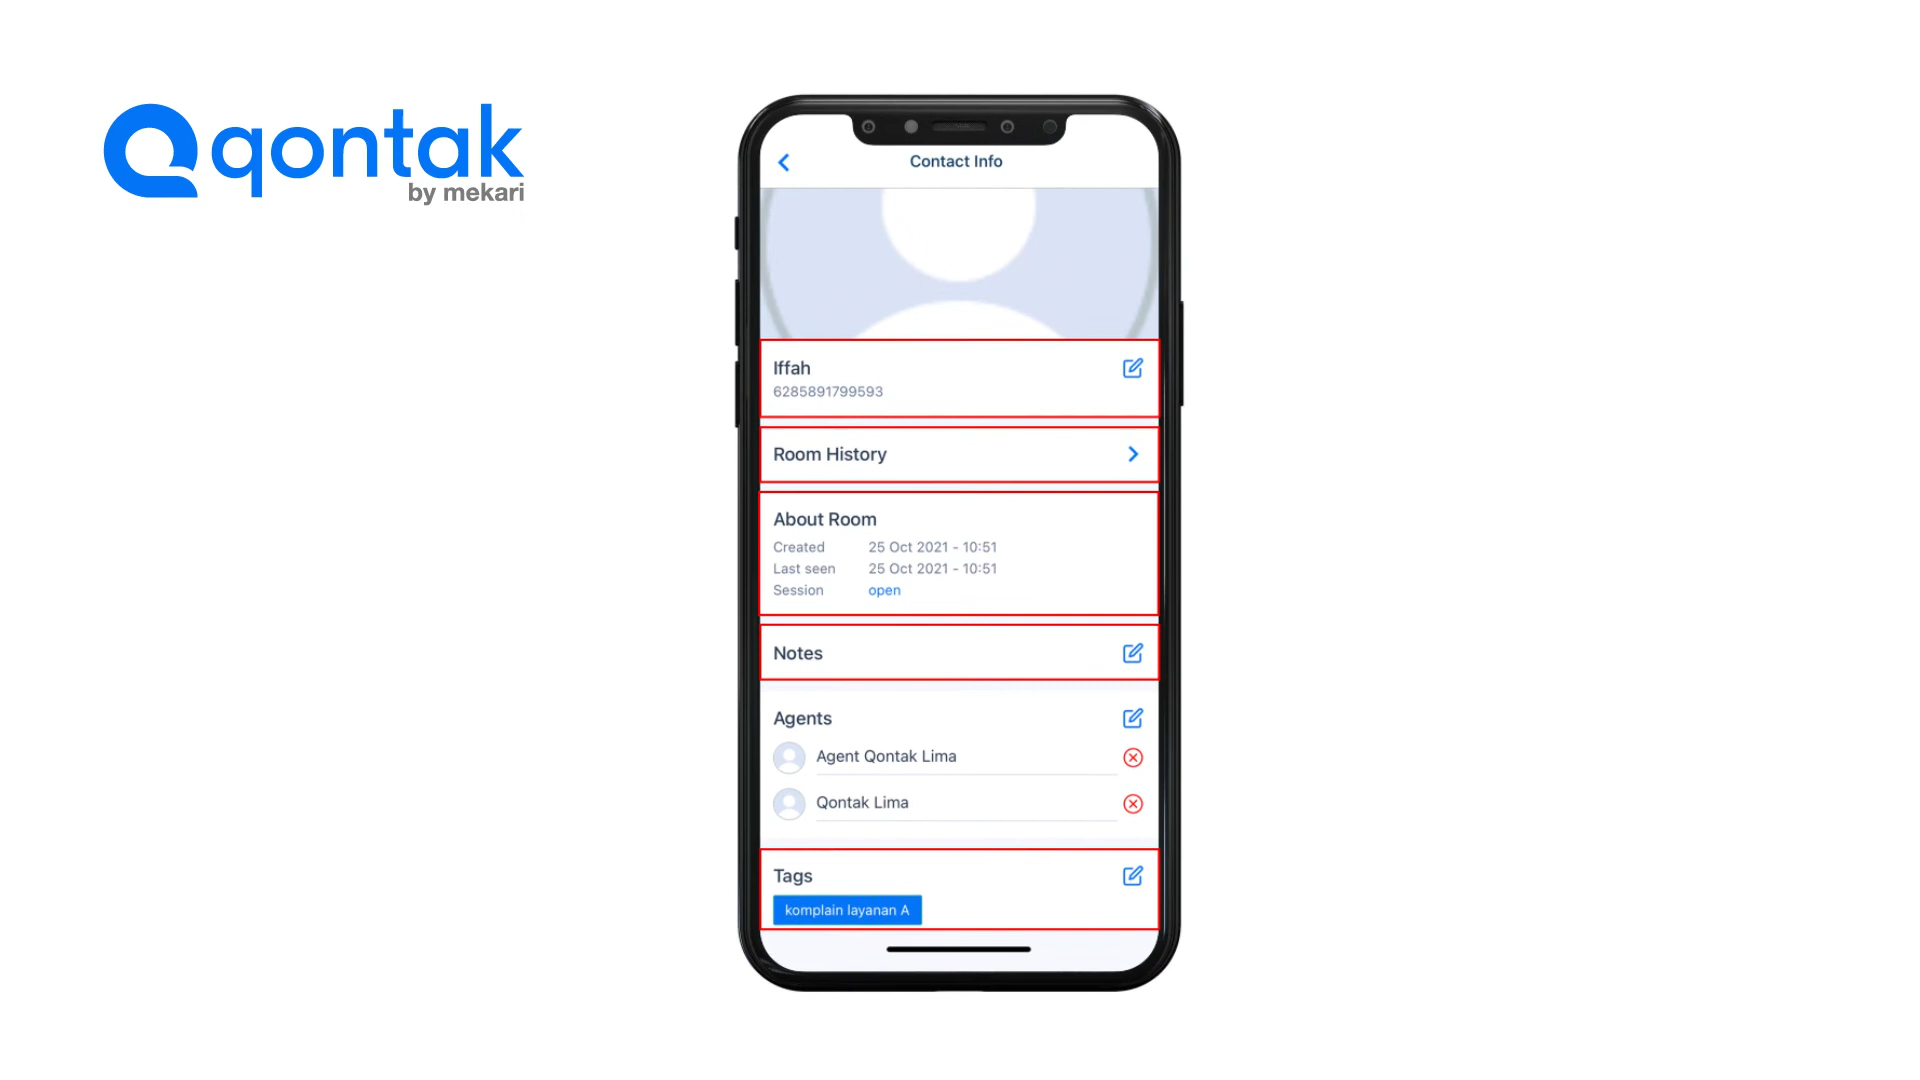 qontak
by mekari
Contact Info
Iffah
6285891799593
Room History
About Room
Created 25 Oct 2021 - 10:51
Last seen 25 Oct 2021 - 10:51
Session open
Notes
Agents
Agent Qontak Lima
Qontak Lima
Tags
komplain layanan A